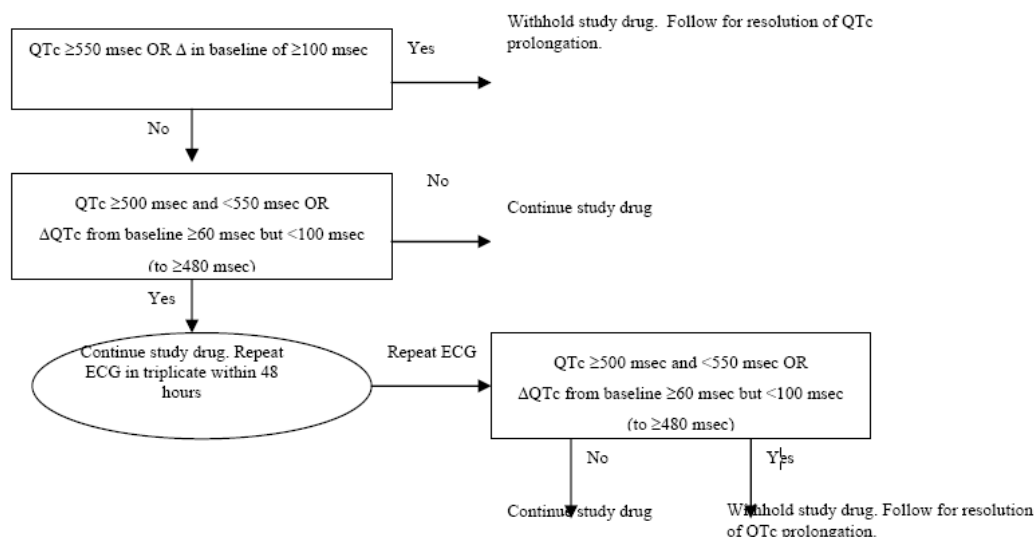 Withhold study drug. Follow for resolution of QTc
prolongation.
QTc ≥550 msec OR Δ in baseline of ≥100 msec
Yes
No
QTc ≥500 msec and <550 msec OR
ΔQTc from baseline ≥60 msec but <100 msec
(to ≥480 msec)
No
Continue study drug
Yes
Continue study drug. Repeat
ECG in triplicate within 48
hours
Repeat ECG
QTc ≥500 msec and <550 msec OR
ΔQTc from baseline ≥60 msec but <100 msec
(to ≥480 msec)
No
Yes
Continue study drug
Withhold study drug. Follow for resolution
of QTc prolongation.